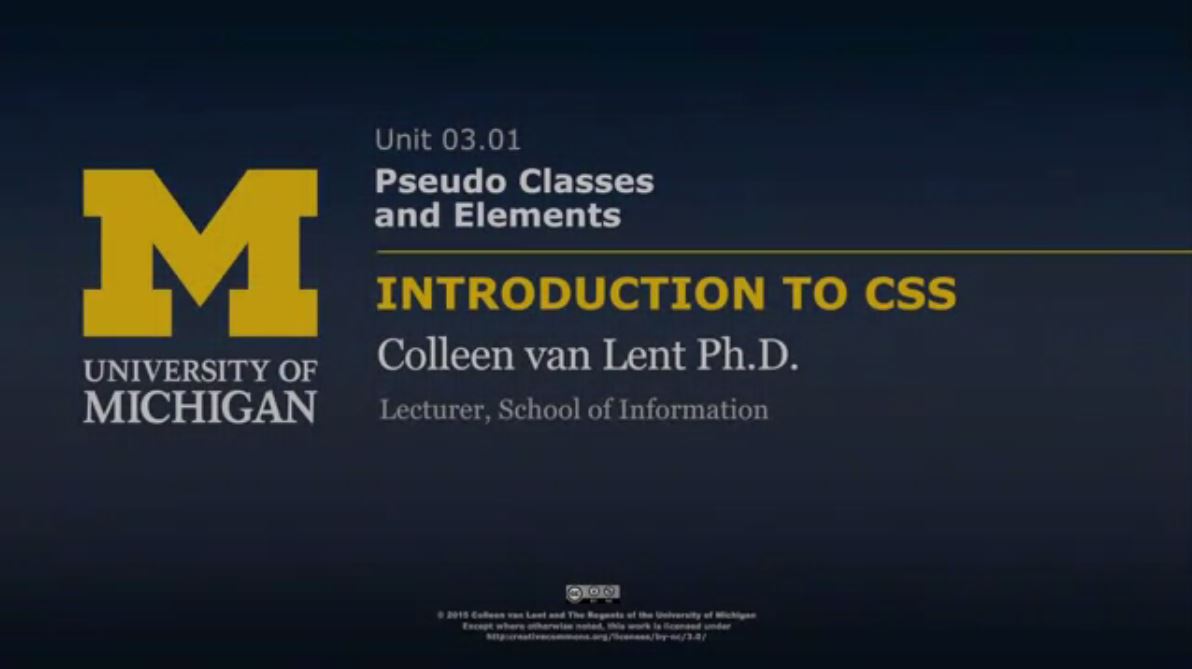 Unit 03.01
Pseudo Classes
and Elements
INTRODUCTION TO CSS
Colleen van Lent Ph.D.
Lecturer, School of Information
M
UNIVERSITY OF
MICHIGAN
© 2015 Colleen van Lent and The Regents of the University of Michigan
Except where otherwise noted, this work is licensed under
http:creativecommons.org/licenses/by-nc/3.0/